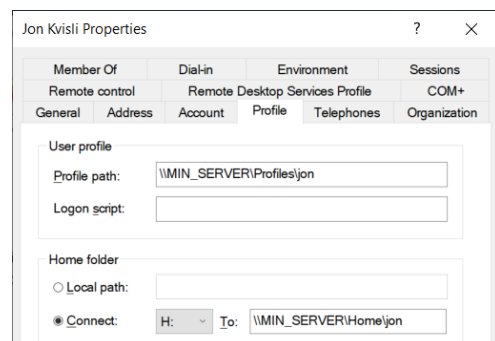 Jon Kvisli Properties ? ×
Member Of Dial-in Environment Sessions
Remote control Remote Desktop Services Profile COM+
General Address Account Profile Telephones Organization
User profile
Profile path: \\MIN_SERVER\Profiles\jon
Logon script:
Home folder
Local path:
Connect: H: To: \\MIN_SERVER\Home\jon